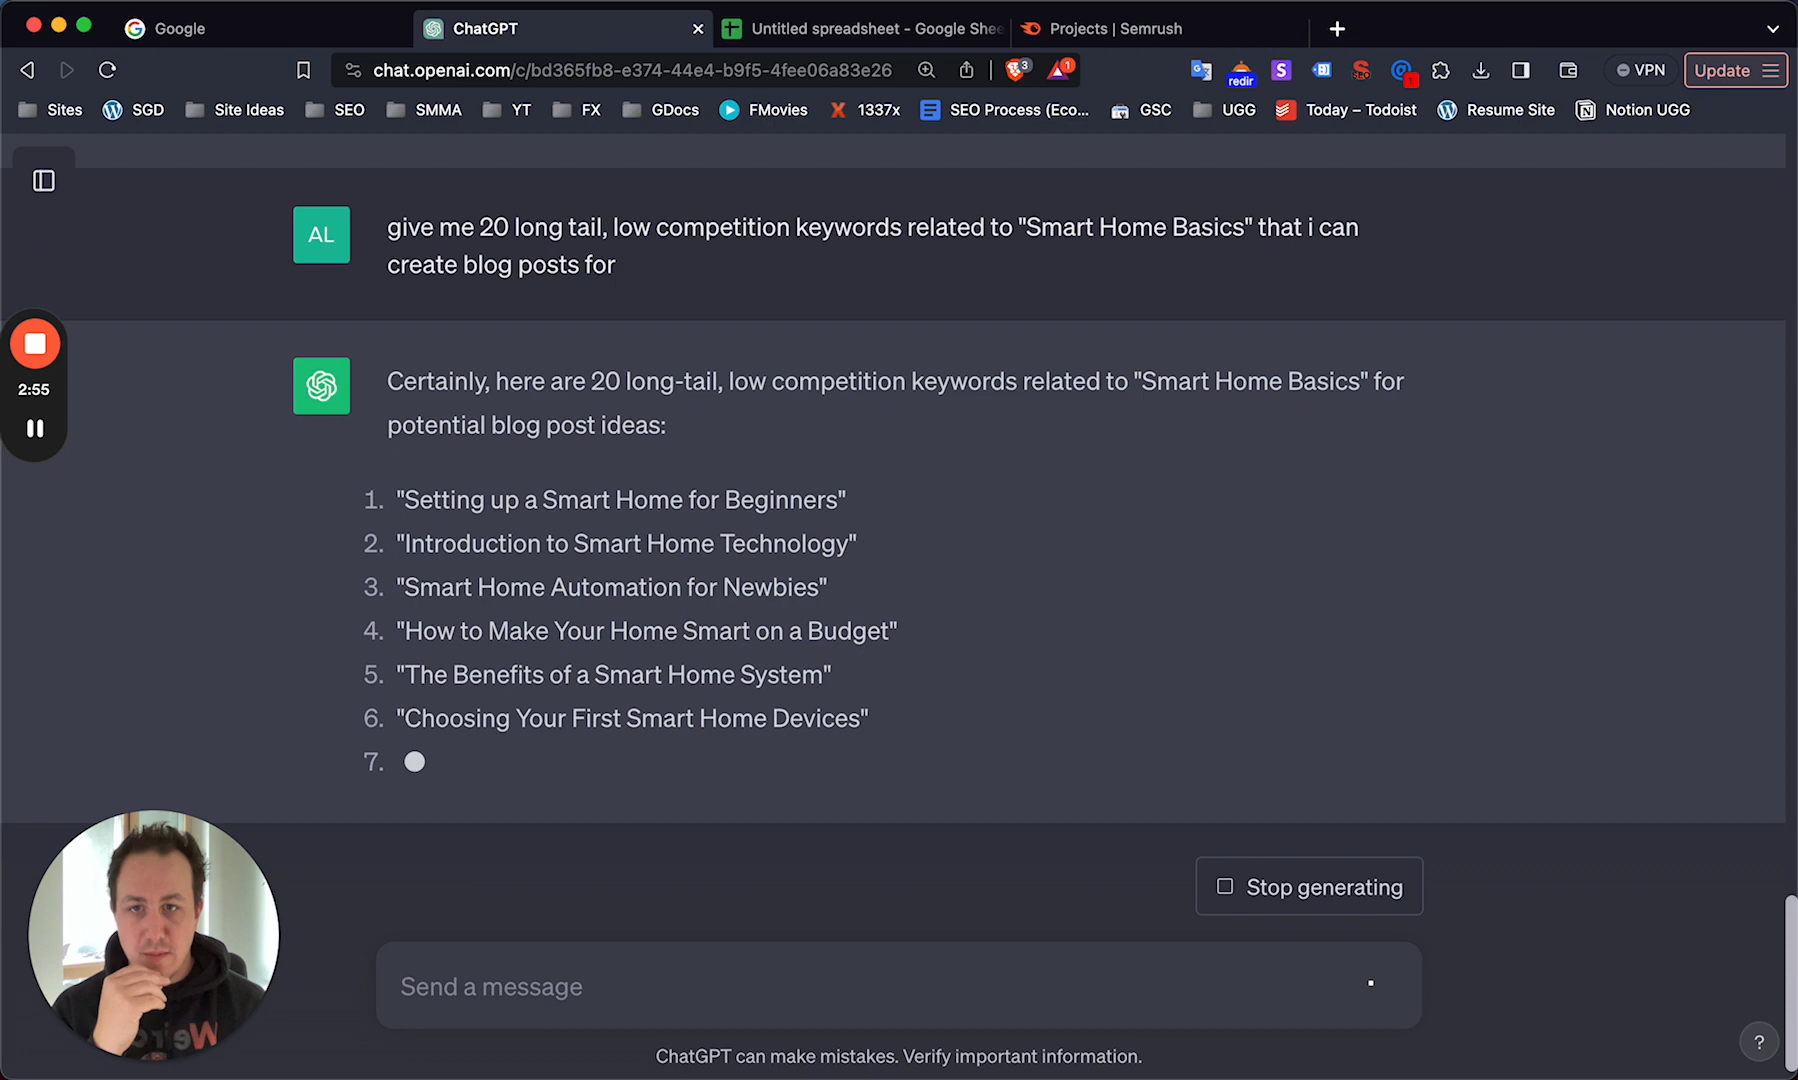 Google
ChatGPT
Untitled spreadsheet - Google Shee
Projects | Semrush
chat.openai.com/c/bd365fb8-e374-44e4-b9f5-4fee06a83e26
3
1
redir
S
SEO
1
VPN
Update
Sites
SGD
Site Ideas
SEO
SMMA
YT
FX
GDocs
FMovies
1337x
SEO Process (Eco...
GSC
UGG
Today – Todoist
Resume Site
Notion UGG
AL
give me 20 long tail, low competition keywords related to "Smart Home Basics" that i can
create blog posts for
2:55
Certainly, here are 20 long-tail, low competition keywords related to "Smart Home Basics" for
potential blog post ideas:
1. "Setting up a Smart Home for Beginners"
2. "Introduction to Smart Home Technology"
3. "Smart Home Automation for Newbies"
4. "How to Make Your Home Smart on a Budget"
5. "The Benefits of a Smart Home System"
6. "Choosing Your First Smart Home Devices"
7.
Stop generating
Send a message
ChatGPT can make mistakes. Verify important information.
?